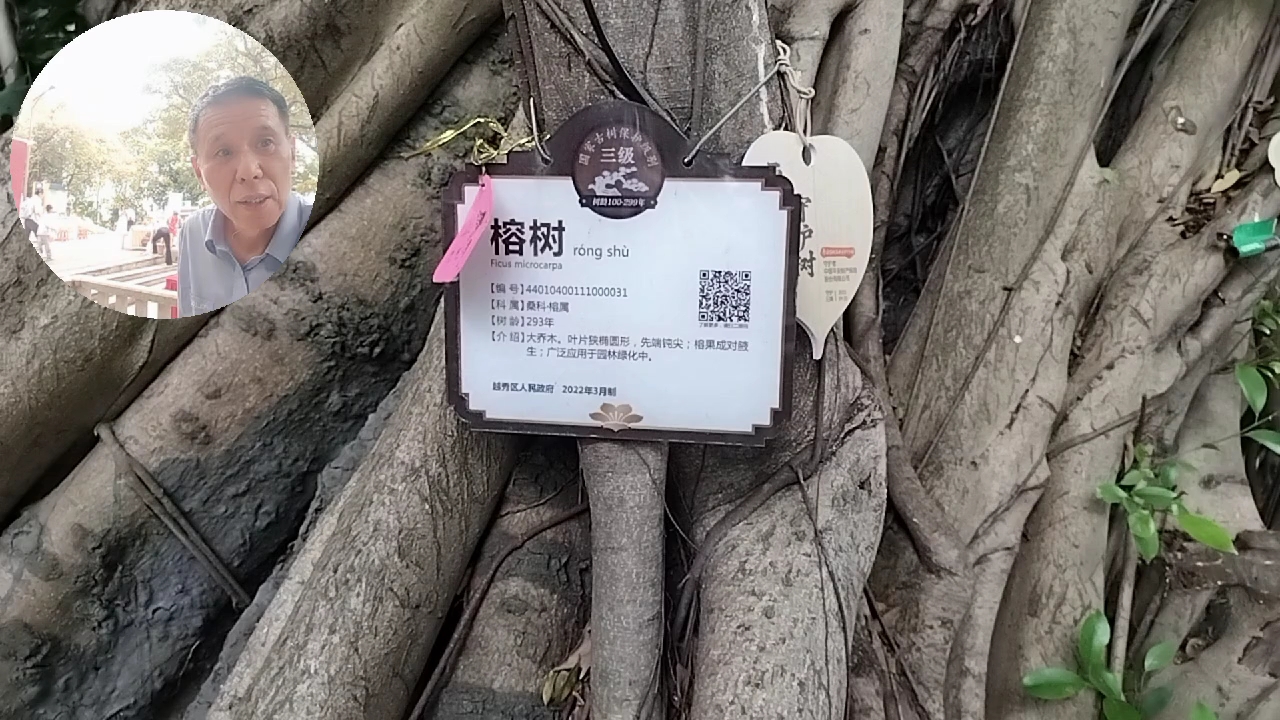 国家古树保护级别
三级
树龄100-299年
榕树 róng shù
Ficus microcarpa
【编 号】44010400111000031
【科 属】桑科-榕属
【树 龄】293年
【介 绍】大乔木。叶片狭椭圆形，先端钝尖；榕果成对腋
生；广泛应用于园林绿化中。
越秀区人民政府 2022年3月制
护
树